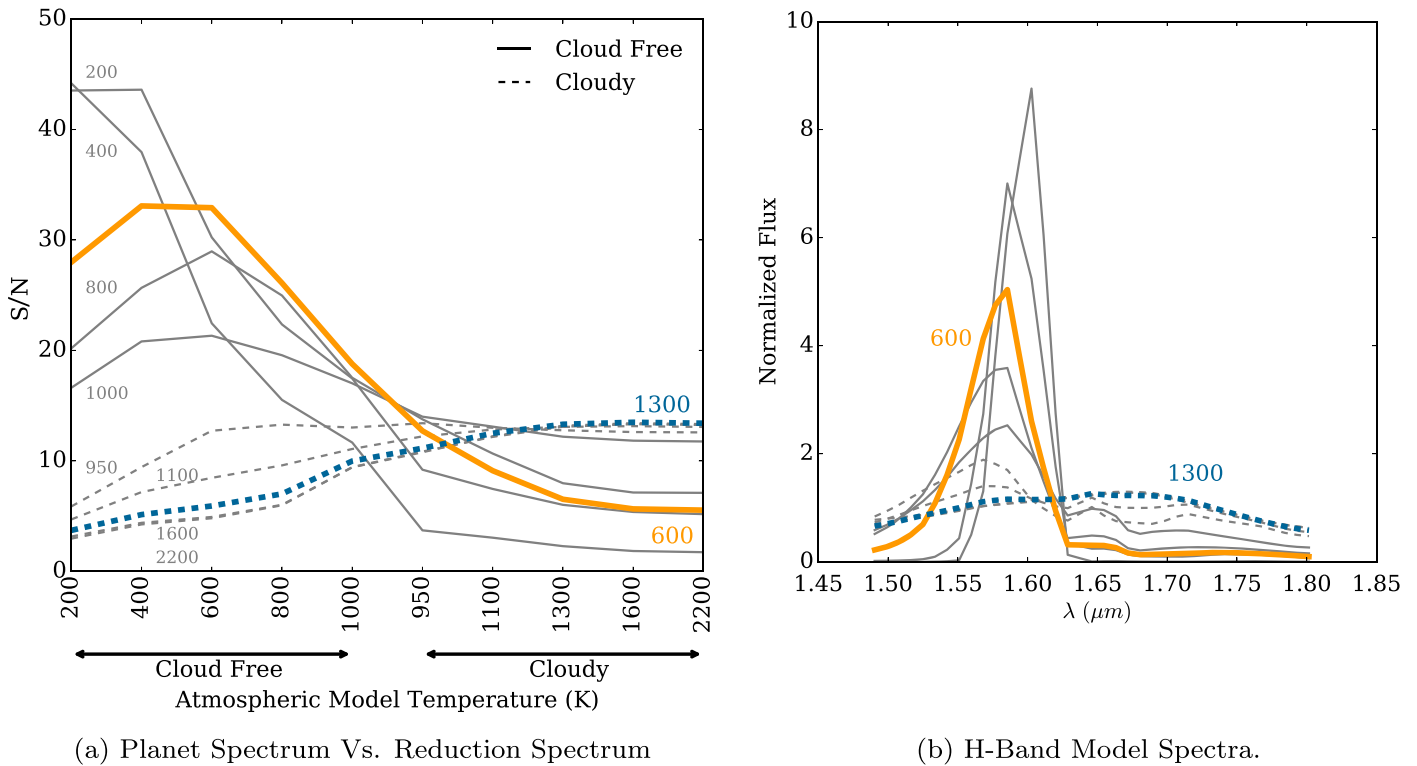 50
40
30
20
10
0
S/N
Cloud Free
Cloudy
200
400
800
1000
950
1100
1600
2200
1300
600
200 400 600 800 1000 950 1100 1300 1600 2200
Cloud Free Cloudy
Atmospheric Model Temperature (K)
(a) Planet Spectrum Vs. Reduction Spectrum
10
8
6
4
2
0
Normalized Flux
600
1300
1.45 1.50 1.55 1.60 1.65 1.70 1.75 1.80 1.85
λ (μm)
(b) H-Band Model Spectra.